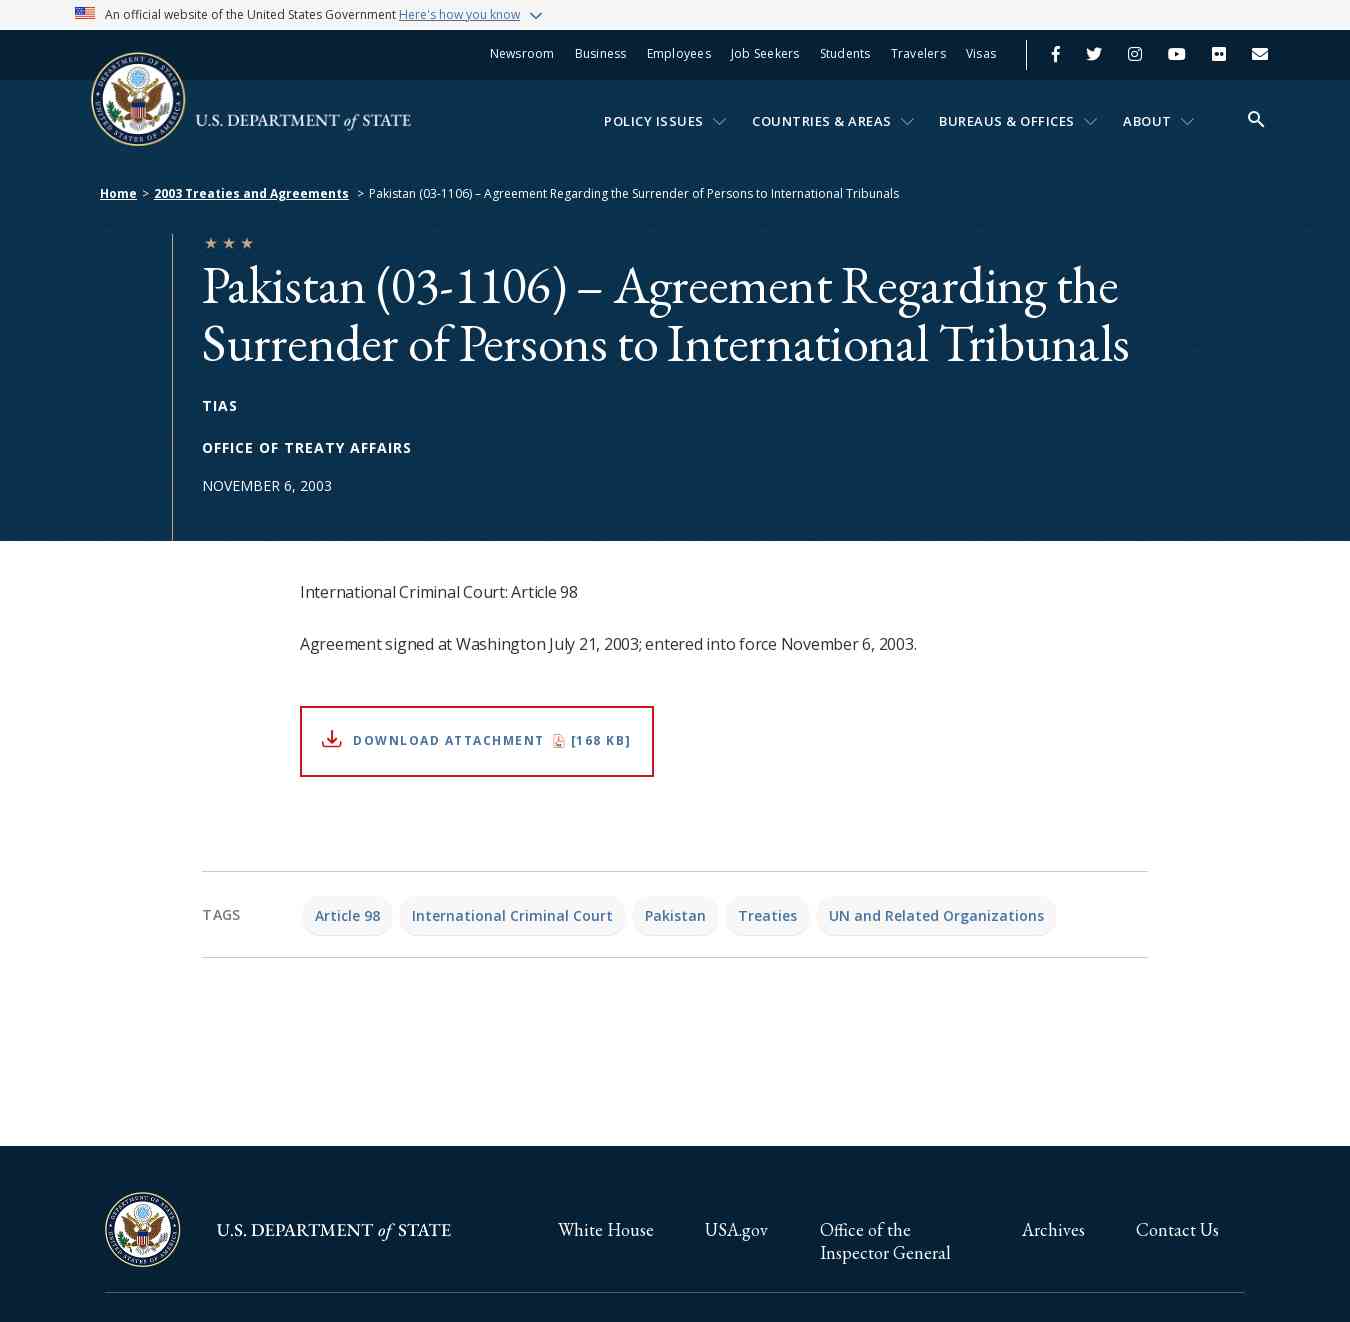 An official website of the United States Government Here's how you know
Newsroom Business Employees Job Seekers Students Travelers Visas
U.S. DEPARTMENT of STATE
POLICY ISSUES COUNTRIES & AREAS BUREAUS & OFFICES ABOUT
Home > 2003 Treaties and Agreements > Pakistan (03-1106) – Agreement Regarding the Surrender of Persons to International Tribunals
Pakistan (03-1106) – Agreement Regarding the
Surrender of Persons to International Tribunals
TIAS
OFFICE OF TREATY AFFAIRS
NOVEMBER 6, 2003
International Criminal Court: Article 98
Agreement signed at Washington July 21, 2003; entered into force November 6, 2003.
DOWNLOAD ATTACHMENT [168 KB]
TAGS Article 98 International Criminal Court Pakistan Treaties UN and Related Organizations
U.S. DEPARTMENT of STATE
White House USA.gov Office of the Archives Contact Us
Inspector General